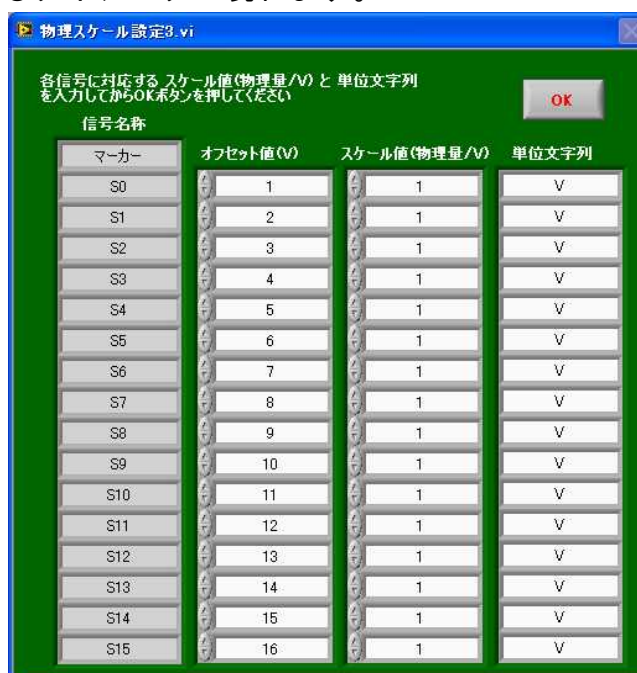 物理スケール設定3.vi
各信号に対応する スケール値(物理量/V) と 単位文字列
を入力してからOKボタンを押してください
OK
信号名称
マーカー オフセット値(V) スケール値(物理量/V) 単位文字列
S0 1 1 V
S1 2 1 V
S2 3 1 V
S3 4 1 V
S4 5 1 V
S5 6 1 V
S6 7 1 V
S7 8 1 V
S8 9 1 V
S9 10 1 V
S10 11 1 V
S11 12 1 V
S12 13 1 V
S13 14 1 V
S14 15 1 V
S15 16 1 V